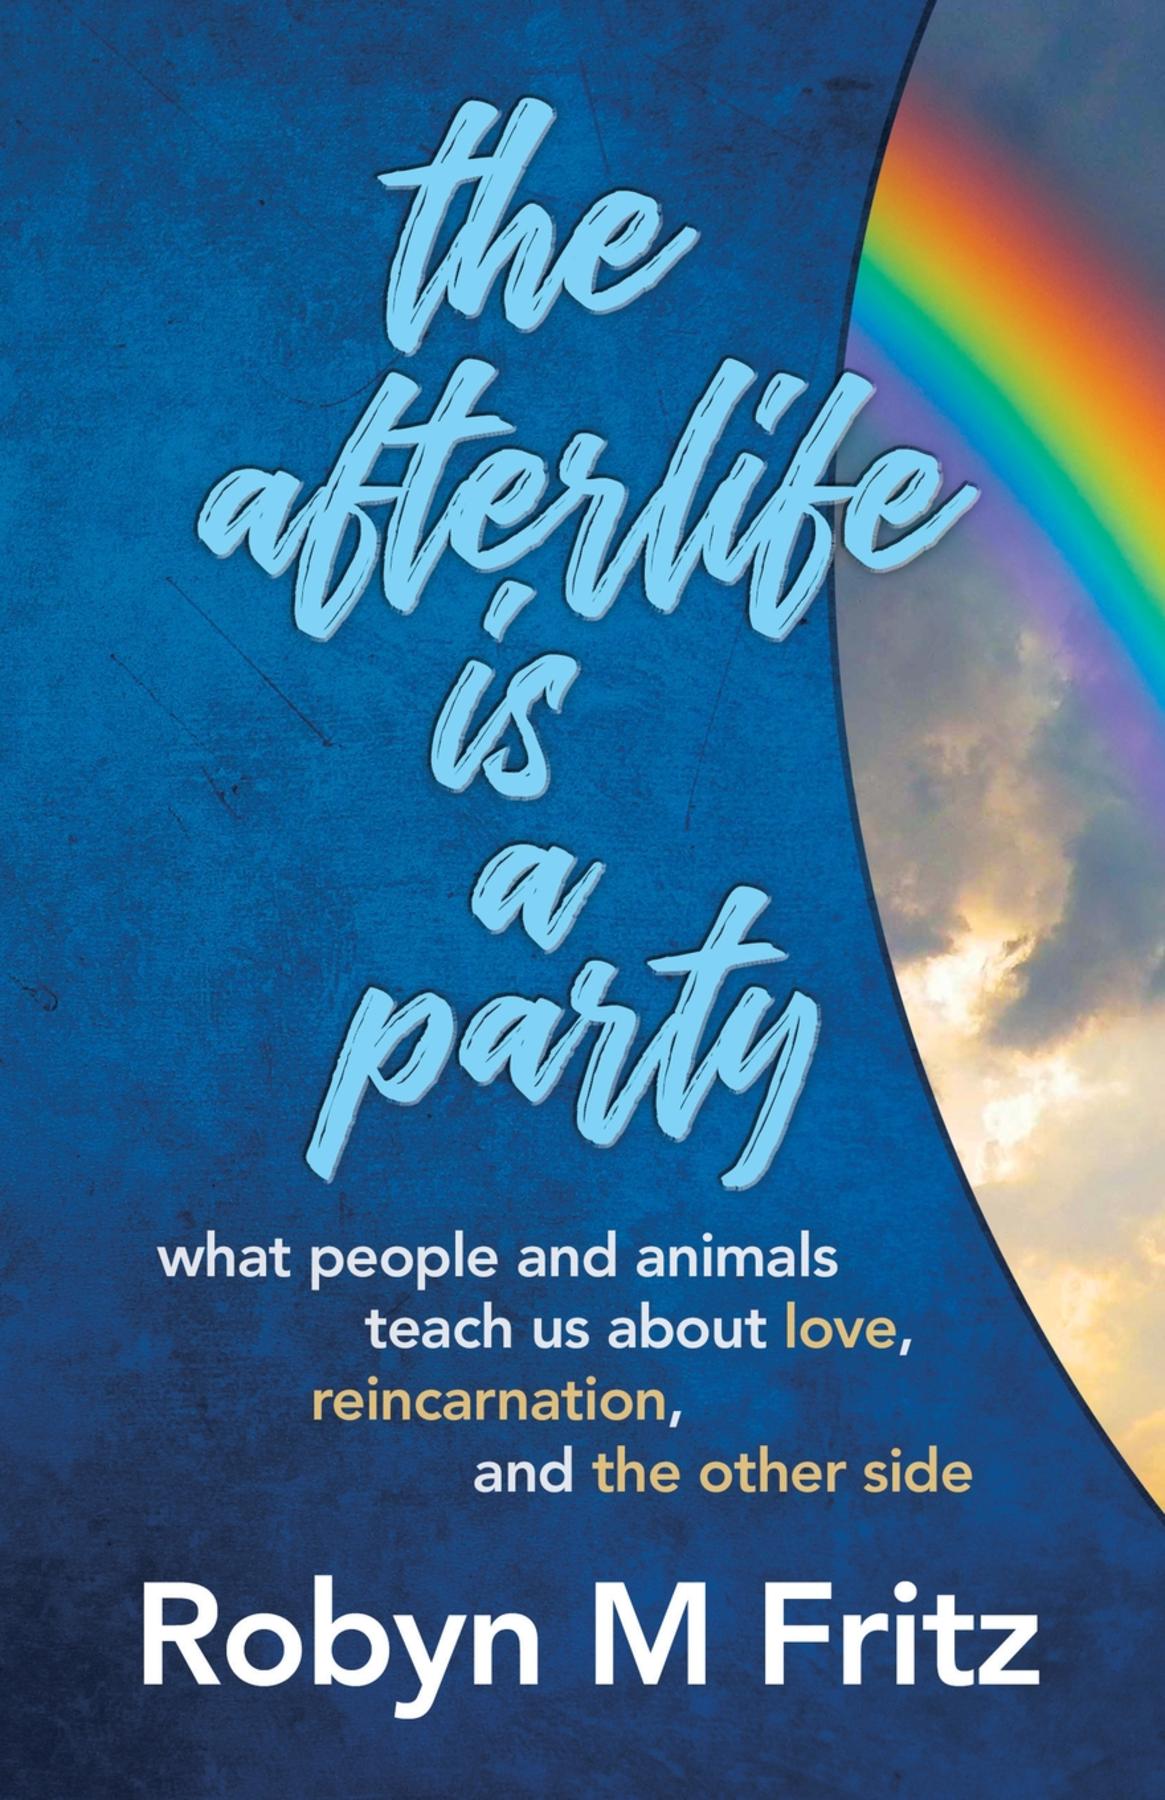 the
afterlife
is
a
party
what people and animals
teach us about love,
reincarnation,
and the other side
Robyn M Fritz